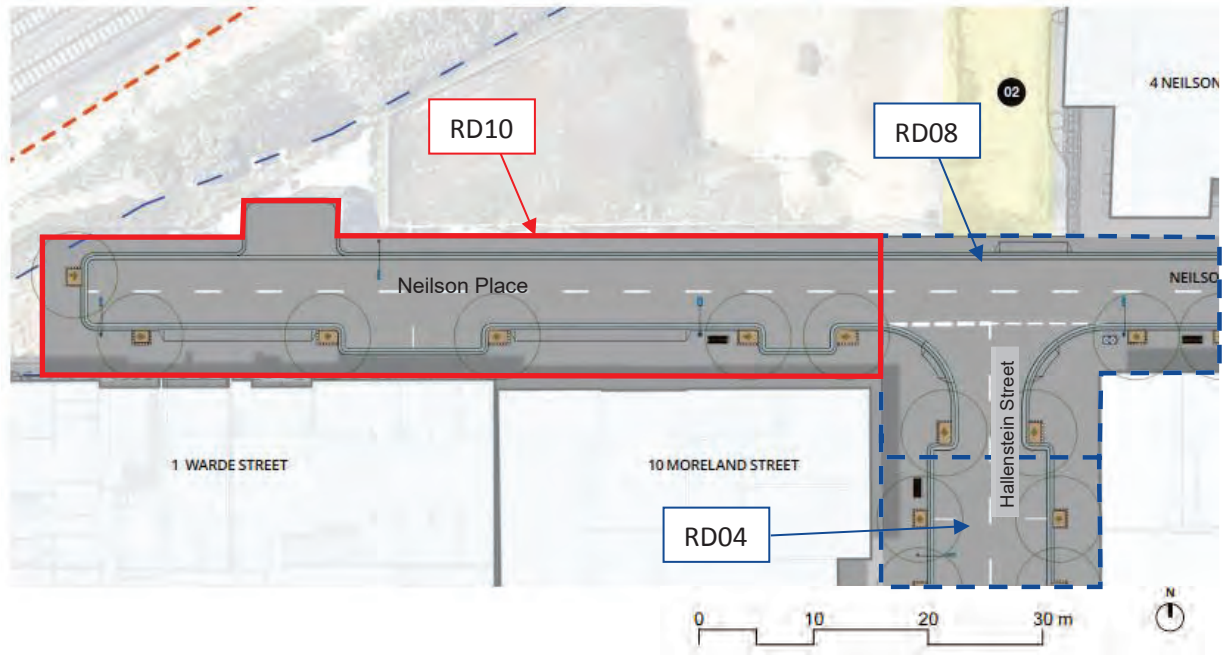 4 NEILSON
02
RD10
RD08
Neilson Place
NEILSO
Hallenstein Street
1 WARDE STREET
10 MORELAND STREET
RD04
N
0 10 20 30 m